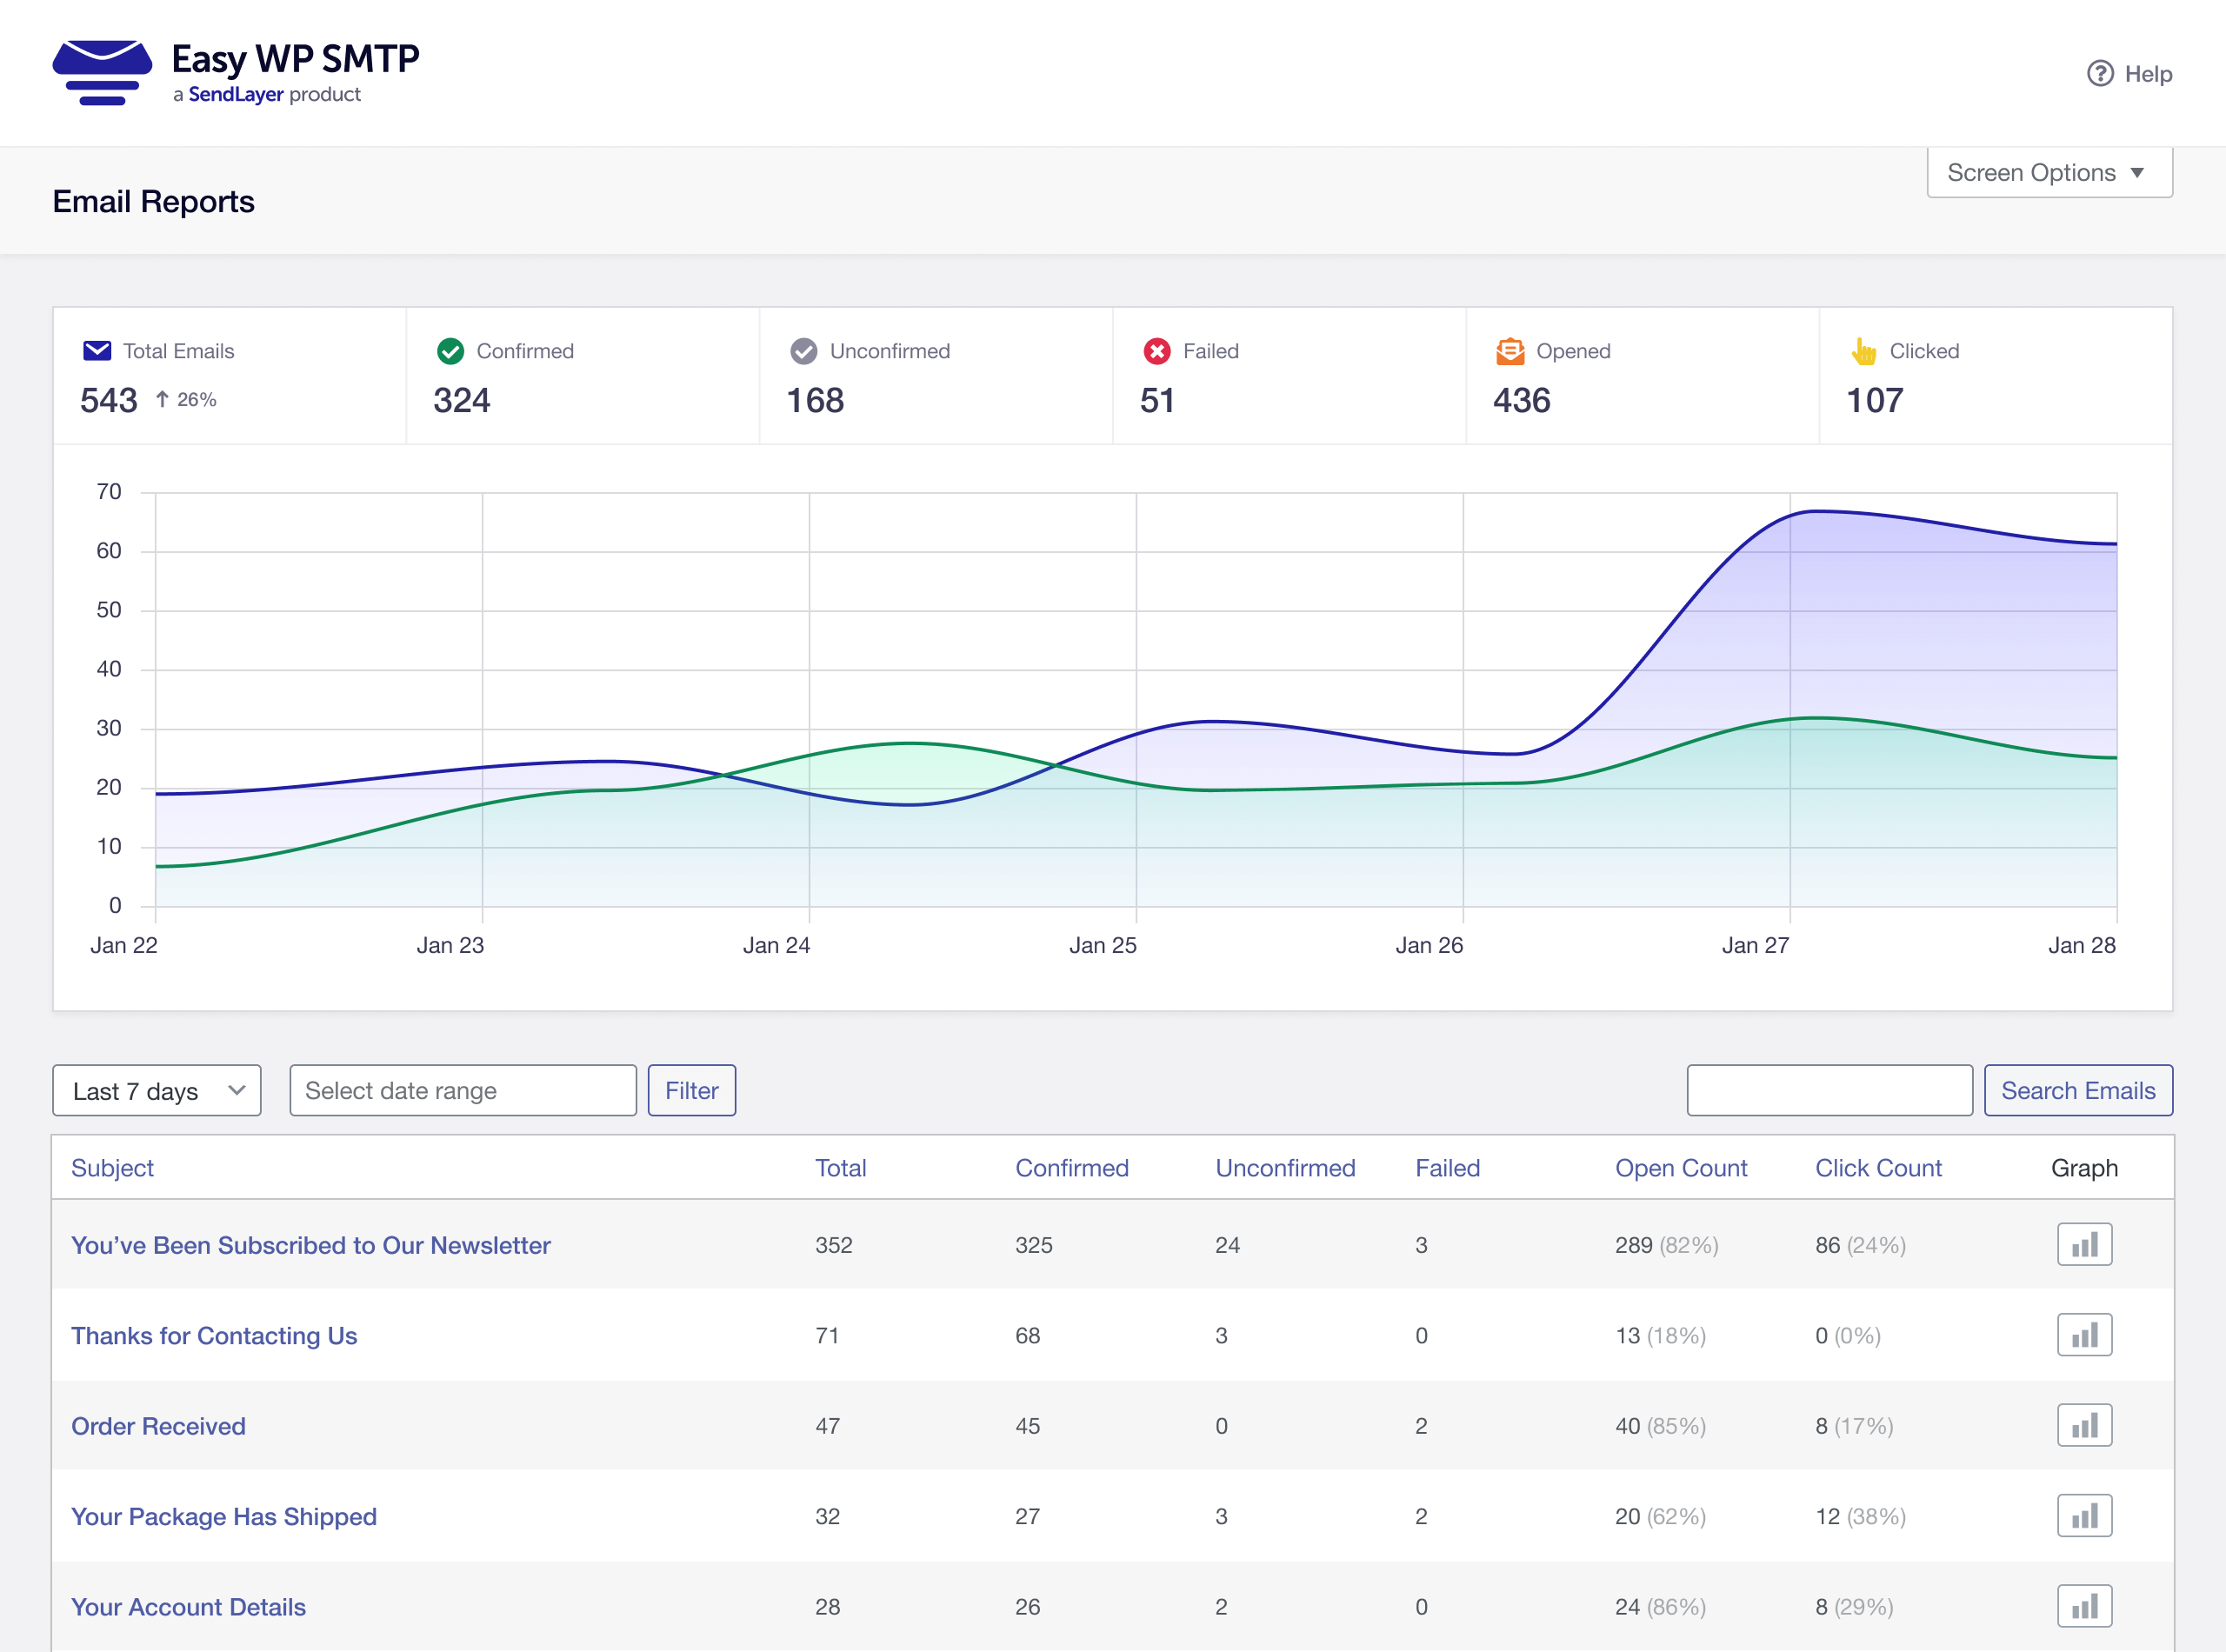 Easy WP SMTP
a SendLayer product
Help
Screen Options ▼
Email Reports
Total Emails
543 ↑ 26%
Confirmed
324
Unconfirmed
168
Failed
51
Opened
436
Clicked
107
70
60
50
40
30
20
10
0
Jan 22 Jan 23 Jan 24 Jan 25 Jan 26 Jan 27 Jan 28
Last 7 days Select date range Filter Search Emails
Subject Total Confirmed Unconfirmed Failed Open Count Click Count Graph
You’ve Been Subscribed to Our Newsletter 352 325 24 3 289 (82%) 86 (24%)
Thanks for Contacting Us 71 68 3 0 13 (18%) 0 (0%)
Order Received 47 45 0 2 40 (85%) 8 (17%)
Your Package Has Shipped 32 27 3 2 20 (62%) 12 (38%)
Your Account Details 28 26 2 0 24 (86%) 8 (29%)